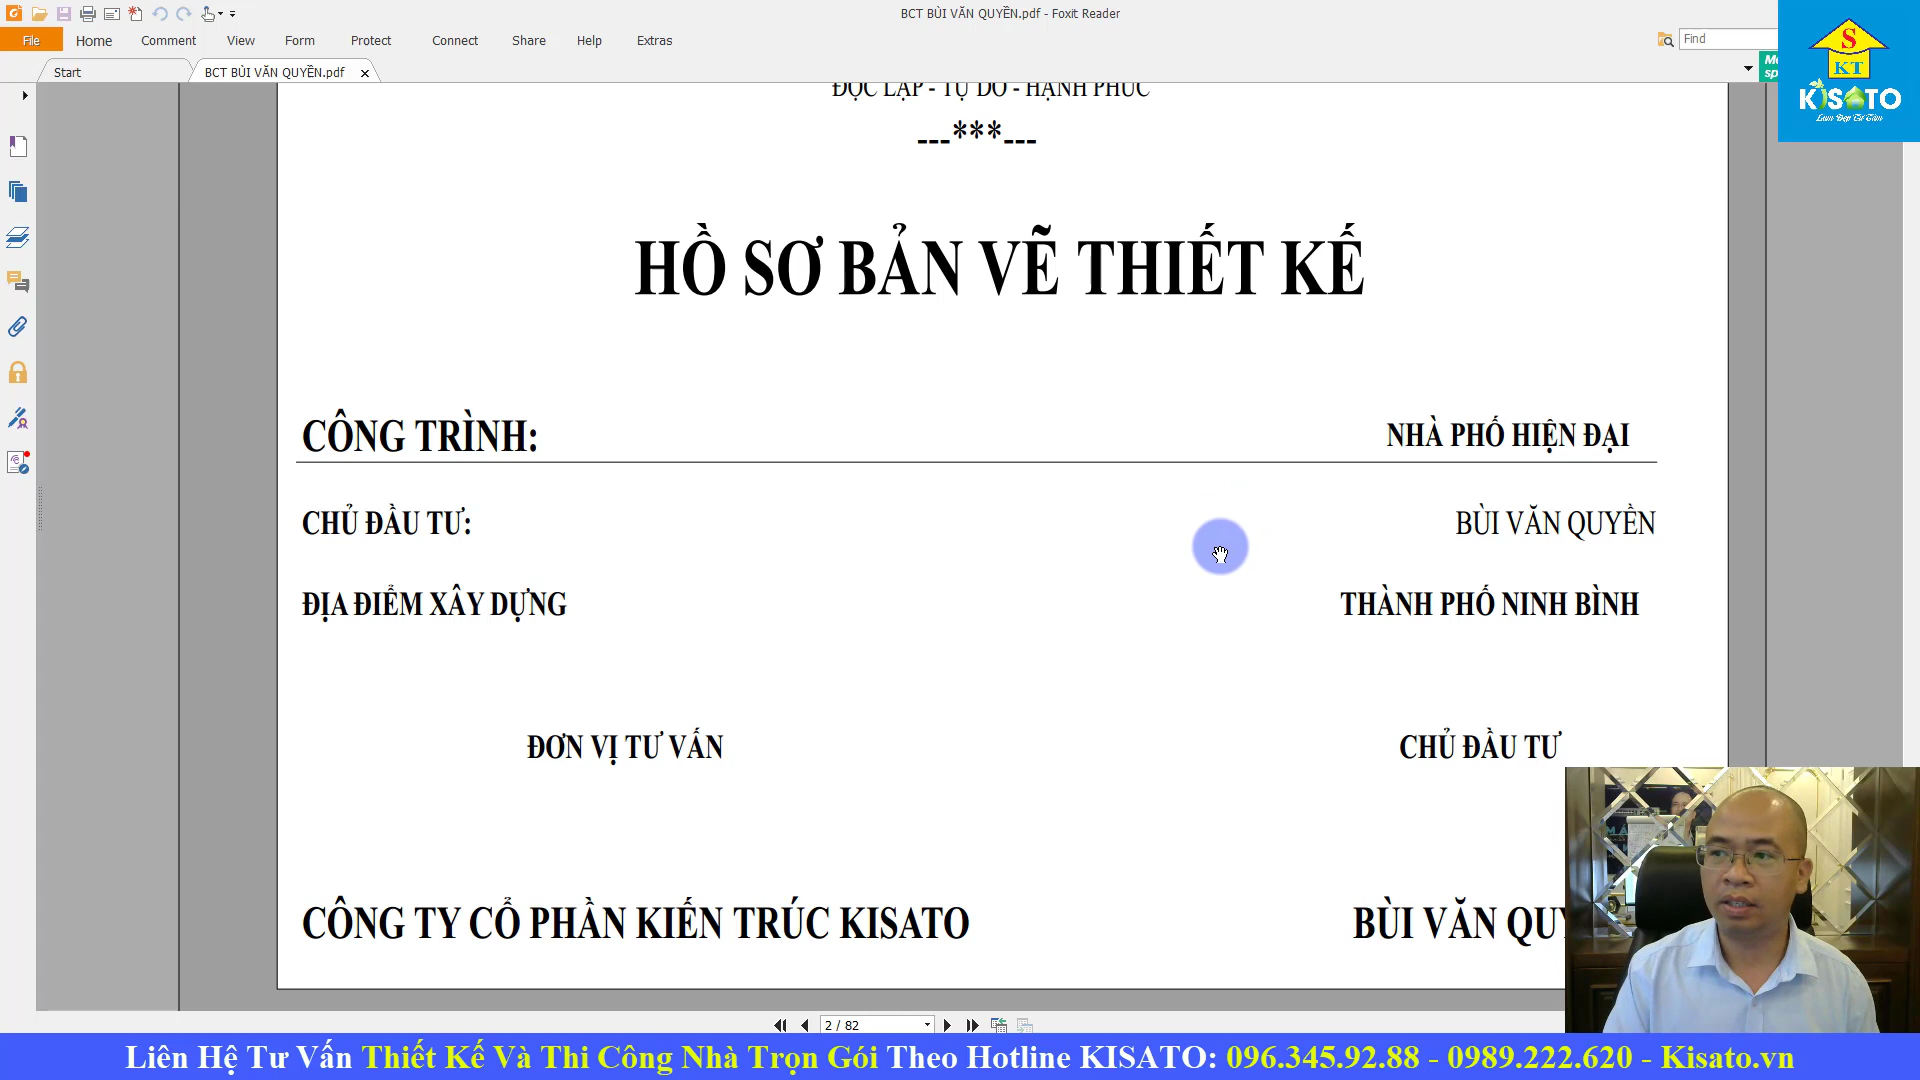 BCT BÙI VĂN QUYỀN.pdf - Foxit Reader
File Home Comment View Form Protect Connect Share Help Extras
Find
Start
BCT BÙI VĂN QUYỀN.pdf
S
KT
KISATO
Làm Đẹp Từ Tâm
ĐỘC LẬP - TỰ DO - HẠNH PHÚC
---***---
HỒ SƠ BẢN VẼ THIẾT KẾ
CÔNG TRÌNH: NHÀ PHỐ HIỆN ĐẠI
CHỦ ĐẦU TƯ: BÙI VĂN QUYỀN
ĐỊA ĐIỂM XÂY DỰNG THÀNH PHỐ NINH BÌNH
ĐƠN VỊ TƯ VẤN CHỦ ĐẦU TƯ
CÔNG TY CỔ PHẦN KIẾN TRÚC KISATO BÙI VĂN QUY
2 / 82
Liên Hệ Tư Vấn Thiết Kế Và Thi Công Nhà Trọn Gói Theo Hotline KISATO: 096.345.92.88 - 0989.222.620 - Kisato.vn